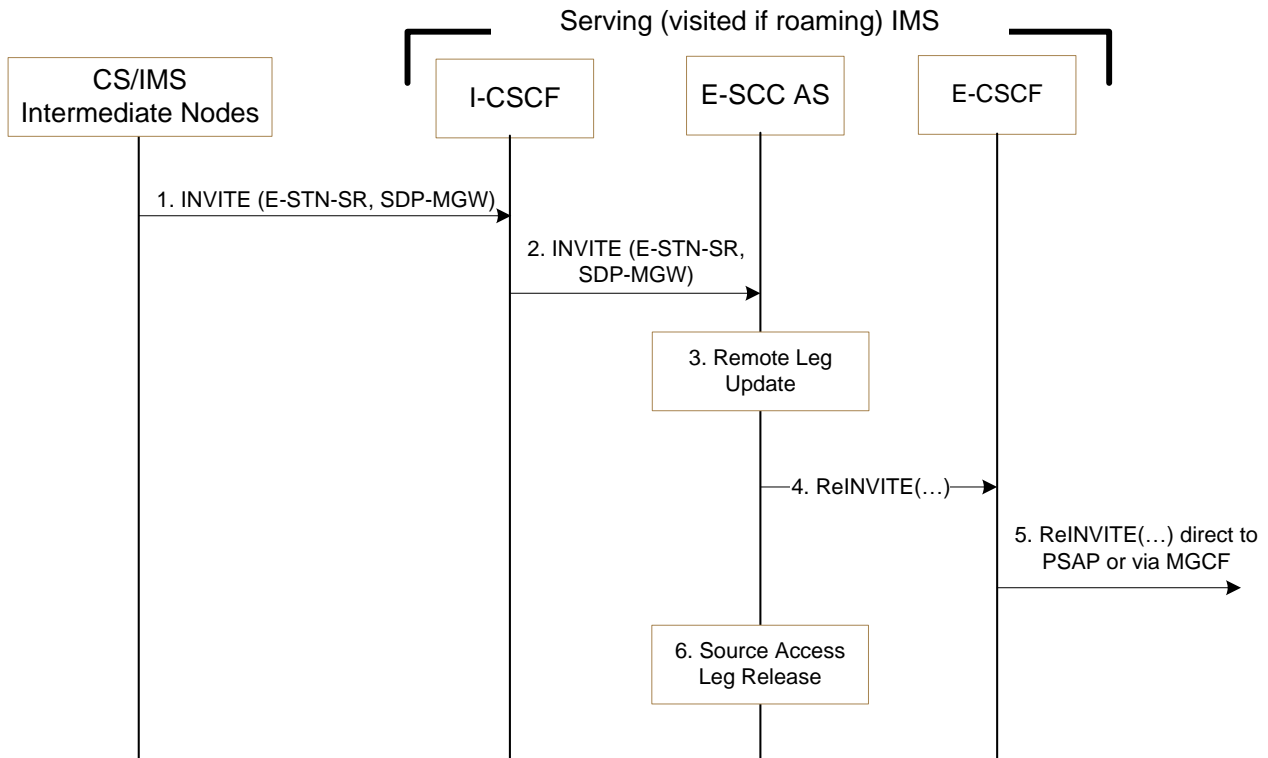 Serving (visited if roaming) IMS
CS/IMS
Intermediate Nodes
I-CSCF
E-SCC AS
E-CSCF
1. INVITE (E-STN-SR, SDP-MGW)
2. INVITE (E-STN-SR,
SDP-MGW)
3. Remote Leg
Update
4. ReINVITE(…)
5. ReINVITE(…) direct to
PSAP or via MGCF
6. Source Access
Leg Release